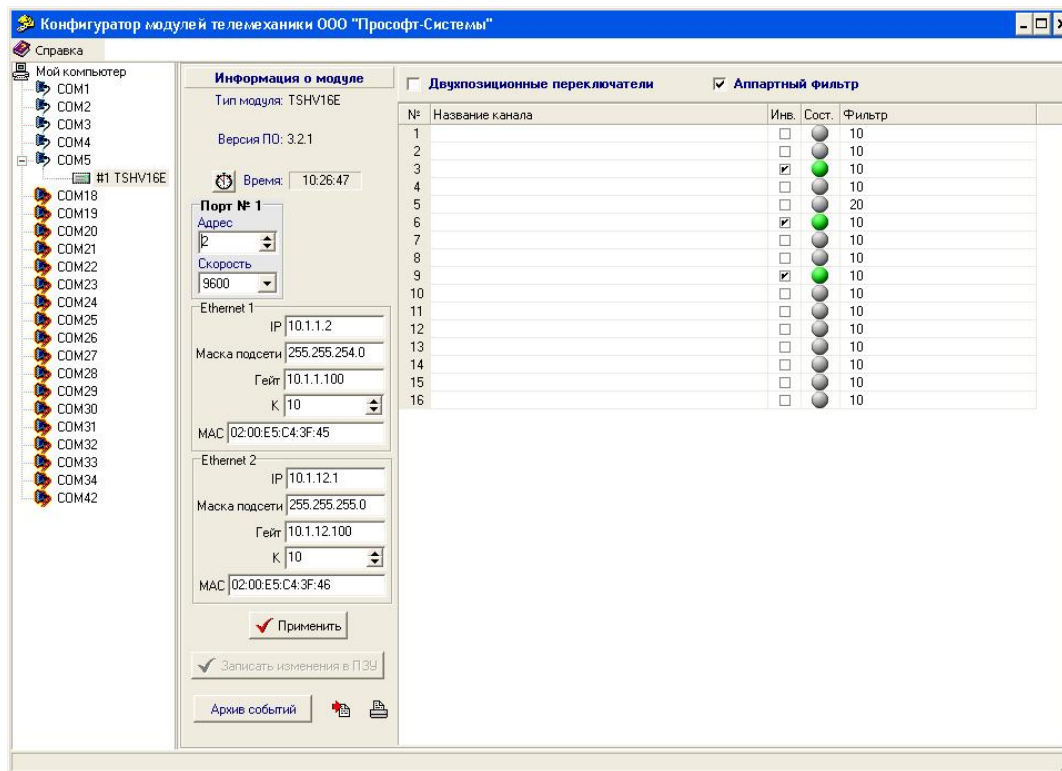 Конфигуратор модулей телемеханики ООО "Прософт-Системы"
Справка
Мой компьютер
COM1
COM2
COM3
COM4
COM5
#1 TSHV16E
COM18
COM19
COM20
COM21
COM22
COM23
COM24
COM25
COM26
COM27
COM28
COM29
COM30
COM31
COM32
COM33
COM34
COM42
Информация о модуле
Тип модуля: TSHV16E
Версия ПО: 3.2.1
Время: 10:26:47
Порт № 1
Адрес
2
Скорость
9600
Ethernet 1
IP 10.1.1.2
Маска подсети 255.255.254.0
Гейт 10.1.1.100
К 10
MAC 02:00:E5:C4:3F:45
Ethernet 2
IP 10.1.12.1
Маска подсети 255.255.255.0
Гейт 10.1.12.100
К 10
MAC 02:00:E5:C4:3F:46
Применить
Записать изменения в ПЗУ
Архив событий
Двухпозиционные переключатели Аппартный фильтр
№ Название канала Инв. Сост. Фильтр
1 10
2 10
3 10
4 10
5 20
6 10
7 10
8 10
9 10
10 10
11 10
12 10
13 10
14 10
15 10
16 10